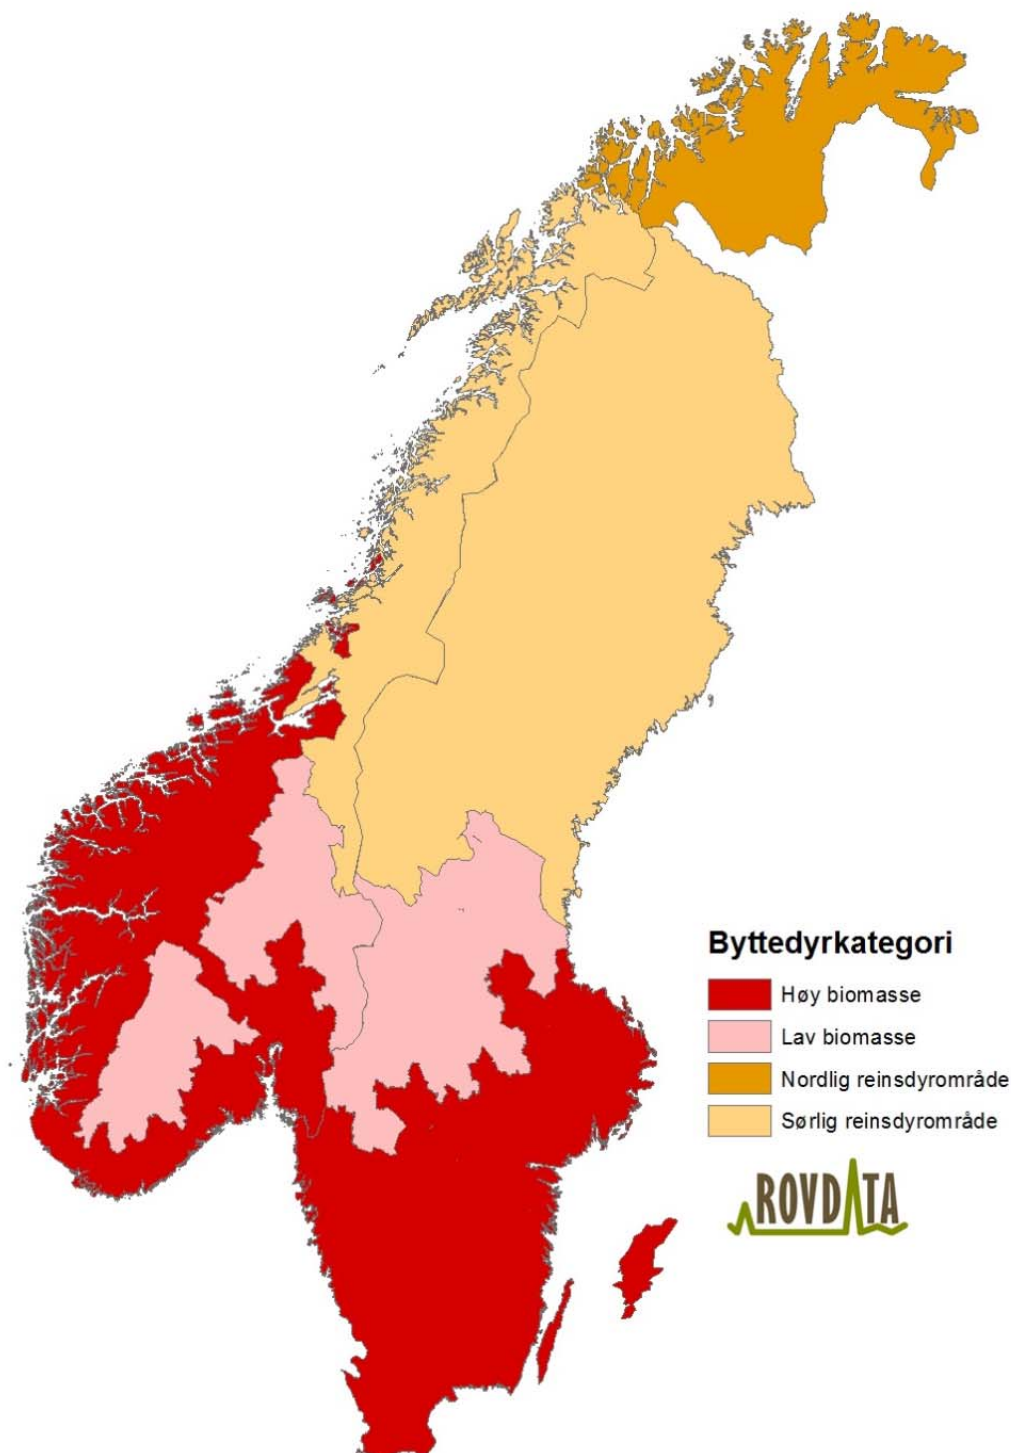 Byttedyrkategori
Høy biomasse
Lav biomasse
Nordlig reinsdyrområde
Sørlig reinsdyrområde
ROVDATA